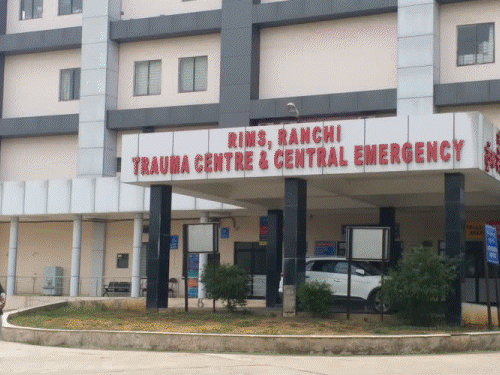 RIMS, RANCHI
TRAUMA CENTRE & CENTRAL EMERGENCY